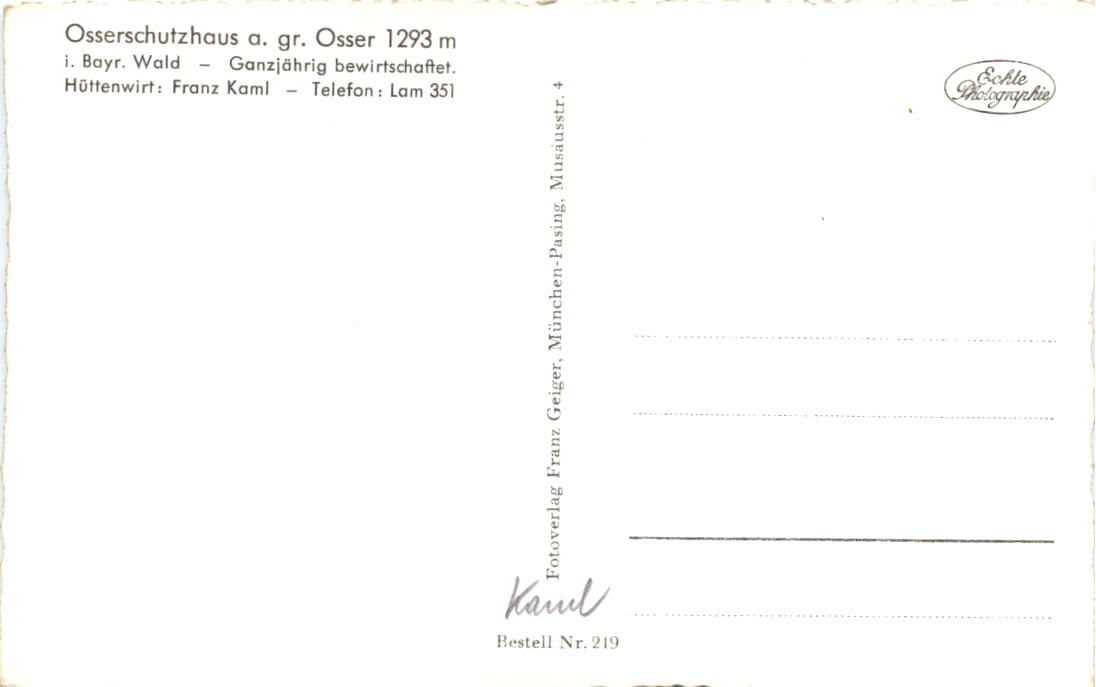 Osserschutzhaus a. gr. Osser 1293 m
i. Bayr. Wald – Ganzjährig bewirtschaftet.
Hüttenwirt: Franz Kaml – Telefon: Lam 351
Echte
Photographie
Fotoverlag Franz Geiger, München-Pasing, Musäusstr. 4
Kaml
Bestell Nr. 219